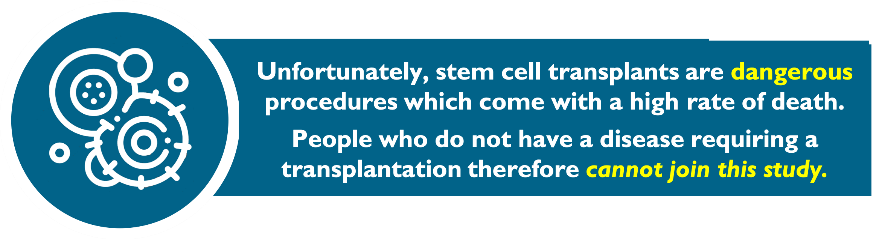 Unfortunately, stem cell transplants are dangerous
procedures which come with a high rate of death.
People who do not have a disease requiring a
transplantation therefore cannot join this study.